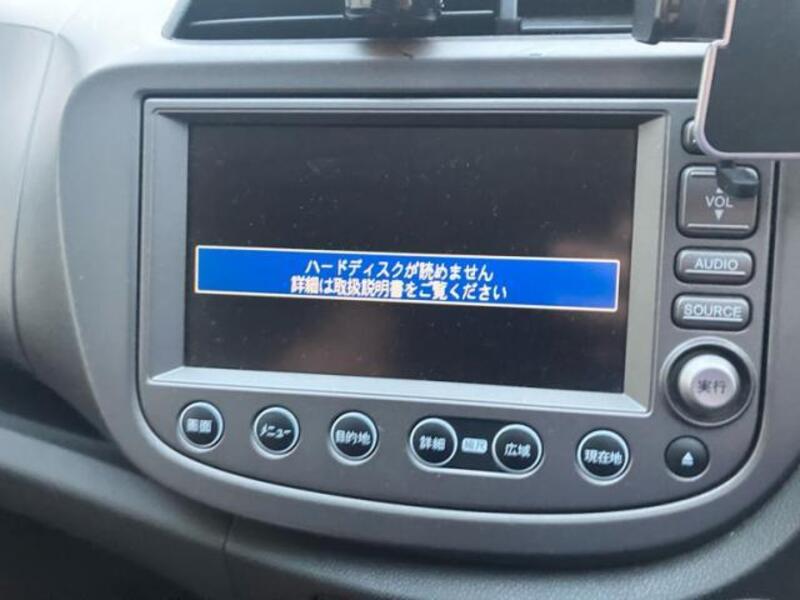 ハードディスクが読めません
詳細は取扱説明書をご覧ください
VOL
AUDIO
SOURCE
実行
画面
メニュー
目的地
詳細
広域
現在地